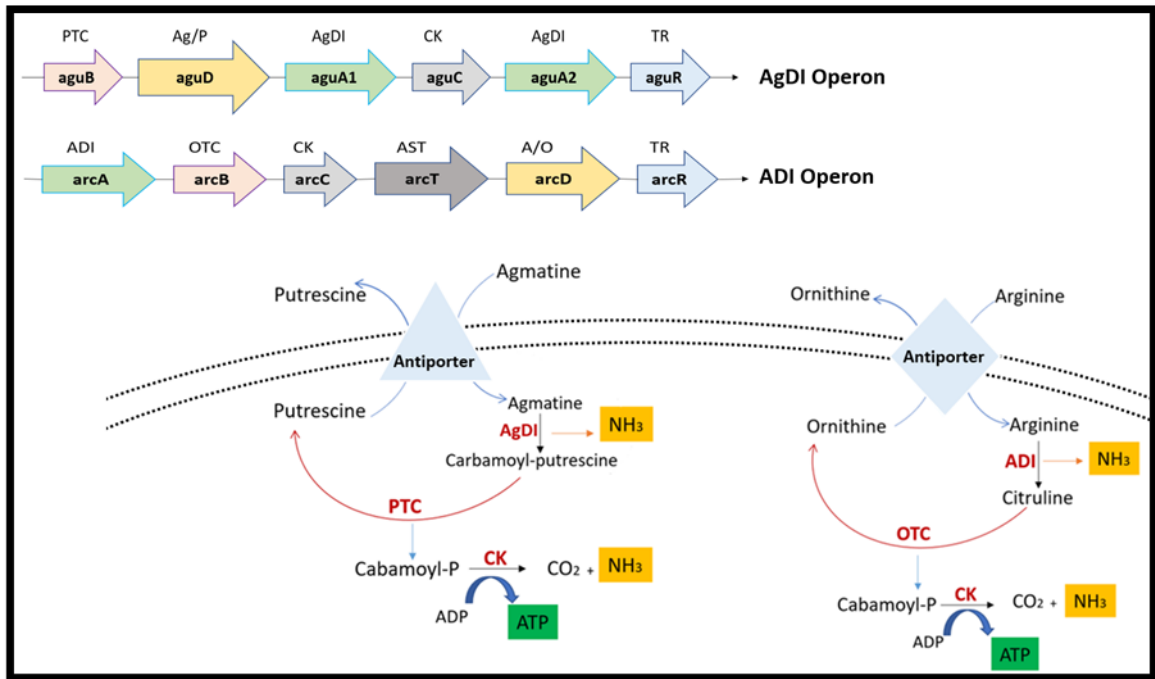 PTC Ag/P AgDI CK AgDI TR
aguB aguD aguA1 aguC aguA2 aguR AgDI Operon
ADI OTC CK AST A/O TR
arcA arcB arcC arcT arcD arcR ADI Operon
Putrescine
Agmatine
Antiporter
Putrescine
Agmatine
AgDI
NH₃
Carbamoyl-putrescine
PTC
Cabamoyl-P
CK
CO₂ + NH₃
ADP
ATP
Ornithine
Arginine
Antiporter
Ornithine
Arginine
ADI
NH₃
Citruline
OTC
Cabamoyl-P
CK
CO₂ + NH₃
ADP
ATP